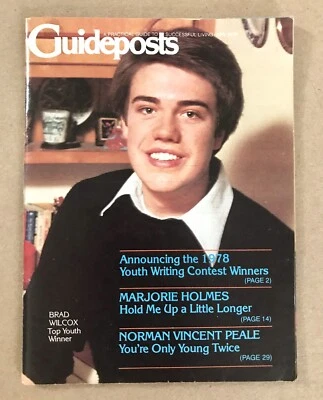 Guideposts
A PRACTICAL GUIDE TO SUCCESSFUL LIVING
Announcing the 1978
Youth Writing Contest Winners
(PAGE 2)
MARJORIE HOLMES
Hold Me Up a Little Longer
(PAGE 14)
BRAD
WILCOX
Top Youth
Winner
NORMAN VINCENT PEALE
You're Only Young Twice
(PAGE 29)